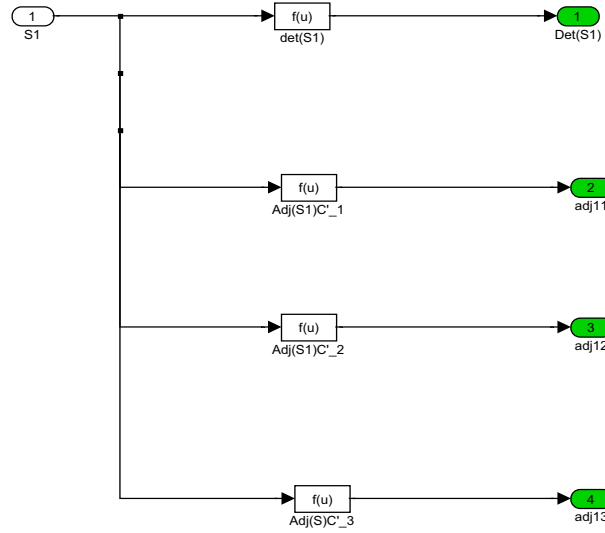 1
S1
f(u)
det(S1)
1
Det(S1)
f(u)
Adj(S1)C'_1
2
adj11
f(u)
Adj(S1)C'_2
3
adj12
f(u)
Adj(S)C'_3
4
adj13